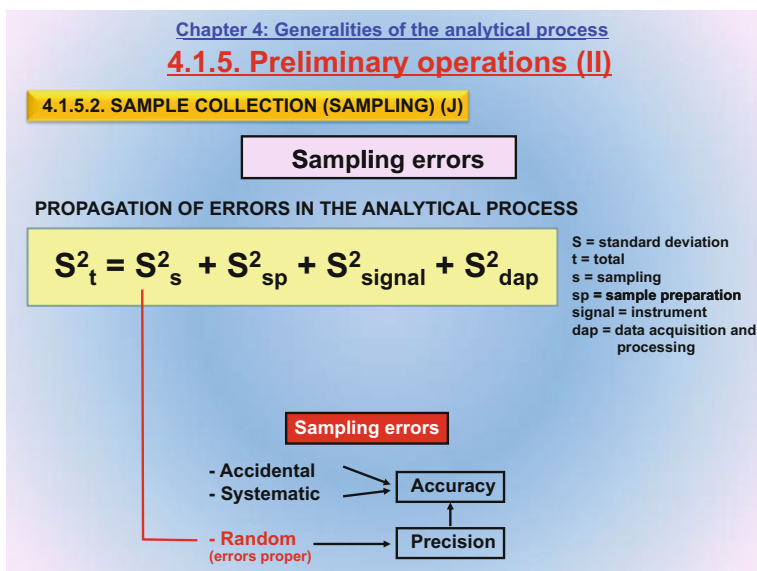 Chapter 4: Generalities of the analytical process
4.1.5. Preliminary operations (II)
4.1.5.2. SAMPLE COLLECTION (SAMPLING) (J)
Sampling errors
PROPAGATION OF ERRORS IN THE ANALYTICAL PROCESS
S²ₜ = S²ₛ + S²ₛₚ + S²signal + S²dap
S = standard deviation
t = total
s = sampling
sp = sample preparation
signal = instrument
dap = data acquisition and
processing
Sampling errors
- Accidental
- Systematic
Accuracy
- Random
(errors proper)
Precision